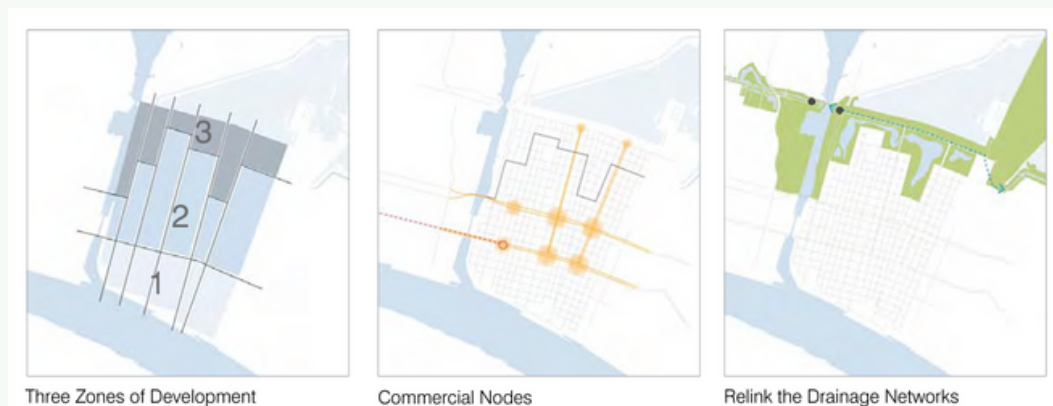 3
2
1
Three Zones of Development
Commercial Nodes
Relink the Drainage Networks